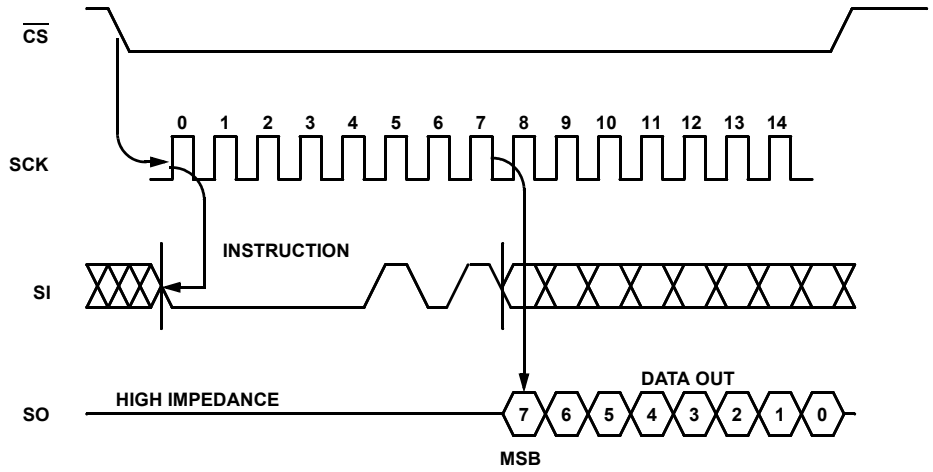 CS
0 1 2 3 4 5 6 7 8 9 10 11 12 13 14
SCK
INSTRUCTION
SI
DATA OUT
HIGH IMPEDANCE
SO
7 6 5 4 3 2 1 0
MSB